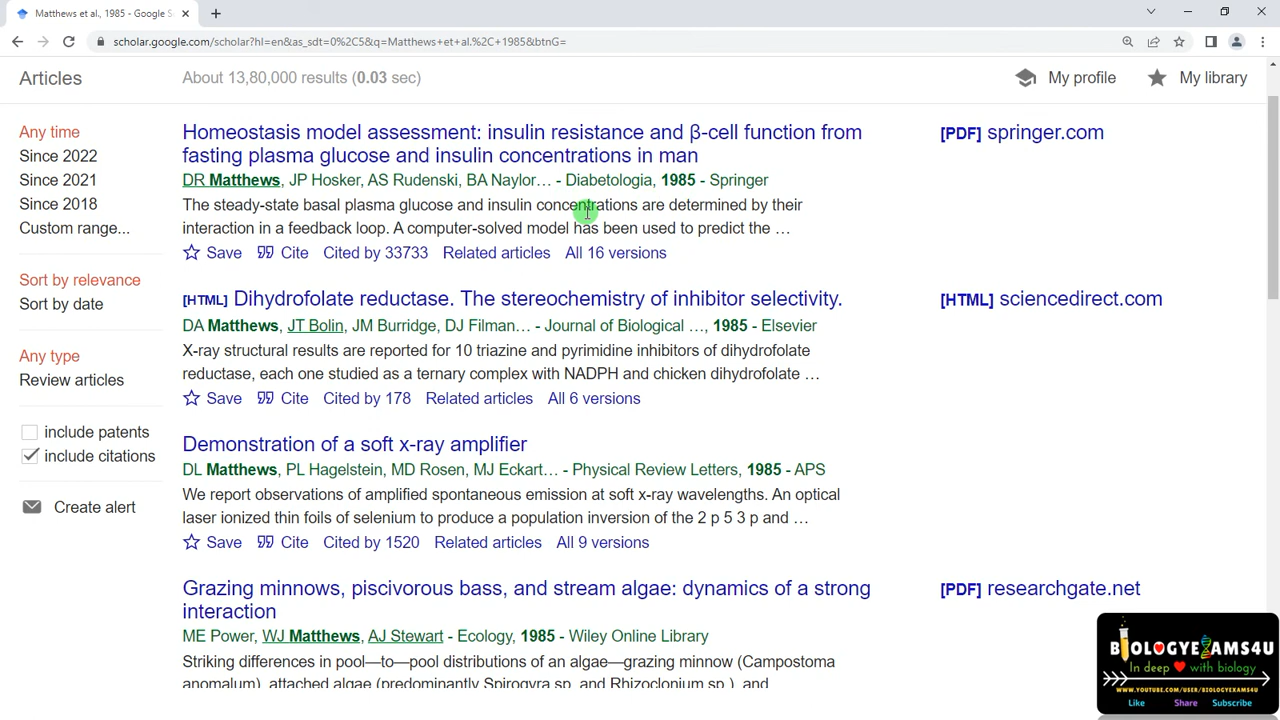 Matthews et al., 1985 - Google S
scholar.google.com/scholar?hl=en&as_sdt=0%2C5&q=Matthews+et+al.%2C+1985&btnG=
Articles
About 13,80,000 results (0.03 sec)
My profile
My library
Any time
Since 2022
Since 2021
Since 2018
Custom range...
Sort by relevance
Sort by date
Any type
Review articles
include patents
include citations
Create alert
Homeostasis model assessment: insulin resistance and β-cell function from
fasting plasma glucose and insulin concentrations in man
[PDF] springer.com
DR Matthews, JP Hosker, AS Rudenski, BA Naylor… - Diabetologia, 1985 - Springer
The steady-state basal plasma glucose and insulin concentrations are determined by their
interaction in a feedback loop. A computer-solved model has been used to predict the …
Save Cite Cited by 33733 Related articles All 16 versions
[HTML] Dihydrofolate reductase. The stereochemistry of inhibitor selectivity.
[HTML] sciencedirect.com
DA Matthews, JT Bolin, JM Burridge, DJ Filman… - Journal of Biological …, 1985 - Elsevier
X-ray structural results are reported for 10 triazine and pyrimidine inhibitors of dihydrofolate
reductase, each one studied as a ternary complex with NADPH and chicken dihydrofolate …
Save Cite Cited by 178 Related articles All 6 versions
Demonstration of a soft x-ray amplifier
DL Matthews, PL Hagelstein, MD Rosen, MJ Eckart… - Physical Review Letters, 1985 - APS
We report observations of amplified spontaneous emission at soft x-ray wavelengths. An optical
laser ionized thin foils of selenium to produce a population inversion of the 2 p 5 3 p and …
Save Cite Cited by 1520 Related articles All 9 versions
Grazing minnows, piscivorous bass, and stream algae: dynamics of a strong
interaction
[PDF] researchgate.net
ME Power, WJ Matthews, AJ Stewart - Ecology, 1985 - Wiley Online Library
Striking differences in pool—to—pool distributions of an algae—grazing minnow (Campostoma
anomalum), attached algae (predominantly and Rhizoclonium sp.), and
BIOLOGYEXAMS4U
In deep with biology
WWW.YOUTUBE.COM/USER/BIOLOGYEXAMS4U
Like Share Subscribe